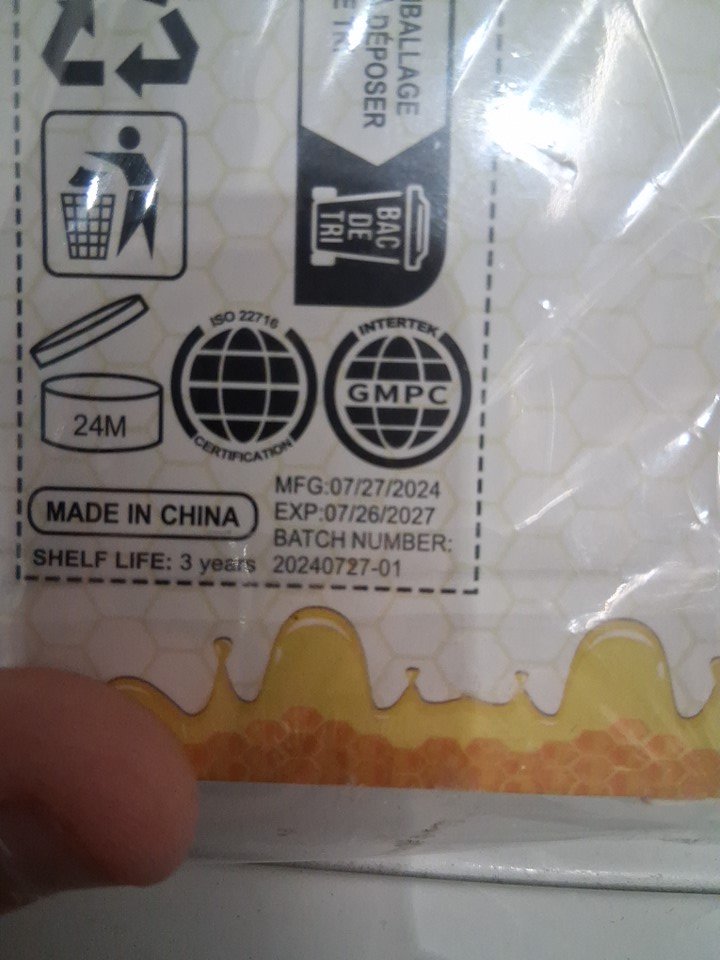 BALLAGE
À DÉPOSER
BAC
DE
TRI
24M
ISO 22716
CERTIFICATION
INTERTEK
GMPC
MADE IN CHINA
SHELF LIFE: 3 years
MFG:07/27/2024
EXP:07/26/2027
BATCH NUMBER:
20240727-01